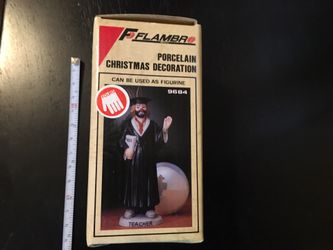 FLAMBRO
PORCELAIN
CHRISTMAS DECORATION
CAN BE USED AS FIGURINE
9684
TEACHER